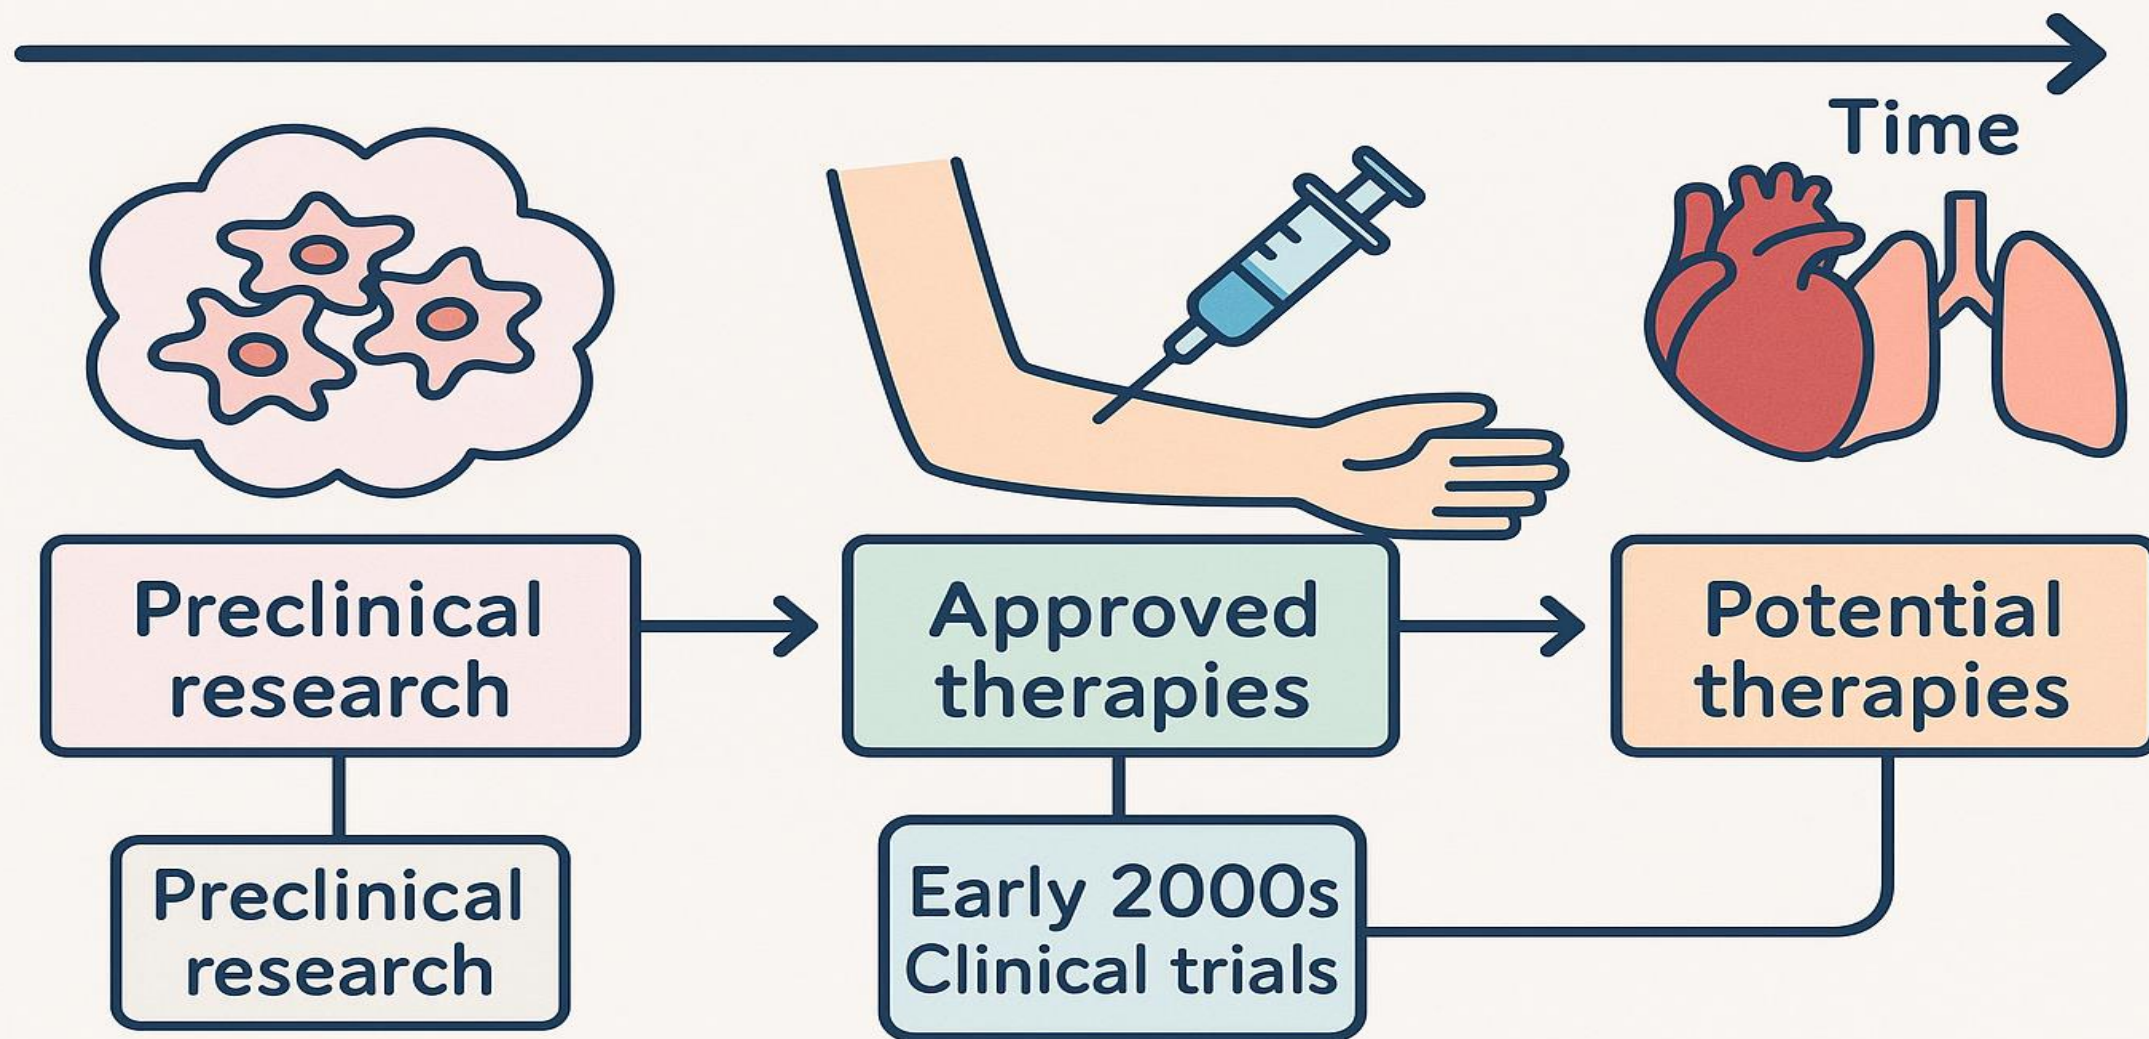 Time
Preclinical
research
Approved
therapies
Potential
therapies
Preclinical
research
Early 2000s
Clinical trials